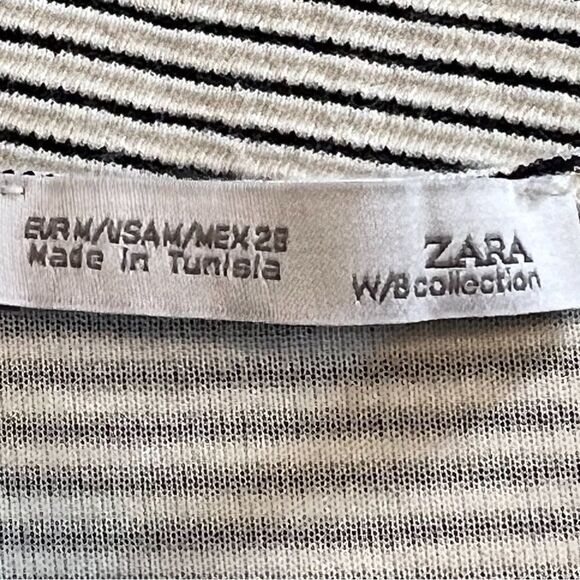 EUR M/USA M/MEX 28
Made in Tunisia
ZARA
W/B collection